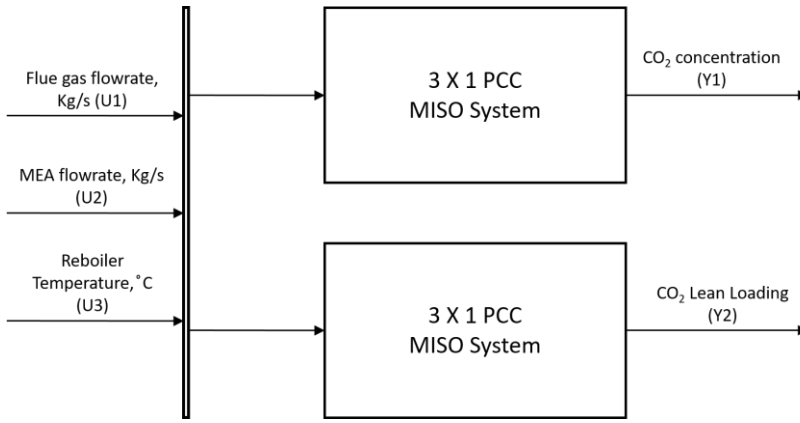 Flue gas flowrate,
Kg/s (U1)
MEA flowrate, Kg/s
(U2)
Reboiler
Temperature,˚C
(U3)
3 X 1 PCC
MISO System
CO₂ concentration
(Y1)
3 X 1 PCC
MISO System
CO₂ Lean Loading
(Y2)